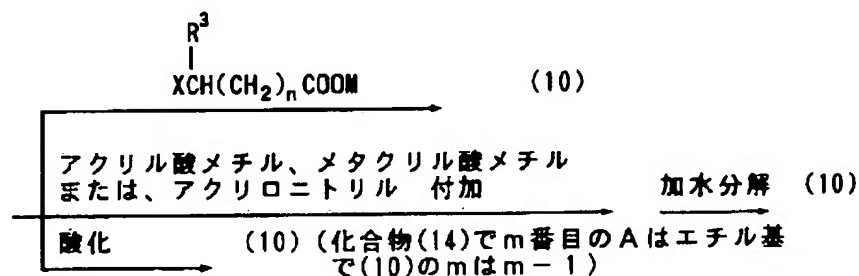 R³
XCH(CH₂)ₙCOOM (10)
アクリル酸メチル、メタクリル酸メチル
または、アクリロニトリル 付加 加水分解 (10)
酸化 (10) (化合物(14)でm番目のAはエチル基
で(10)のmはm－1)